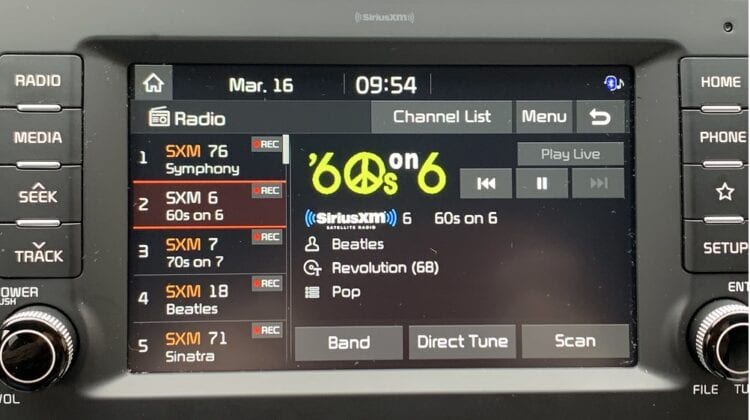 SiriusXM
RADIO
MEDIA
SEEK
TRACK
OWER
USH
VOL
HOME
PHONE
SETUP
ENT
FILE TU
Mar. 16
09:54
Radio
Channel List
Menu
1 SXM 76 REC
Symphony
2 SXM 6 REC
60s on 6
3 SXM 7 REC
70s on 7
4 SXM 18 REC
Beatles
5 SXM 71 REC
Sinatra
'60s on 6
Play Live
SiriusXM 6 60s on 6
SATELLITE RADIO
Beatles
Revolution (68)
Pop
Band
Direct Tune
Scan